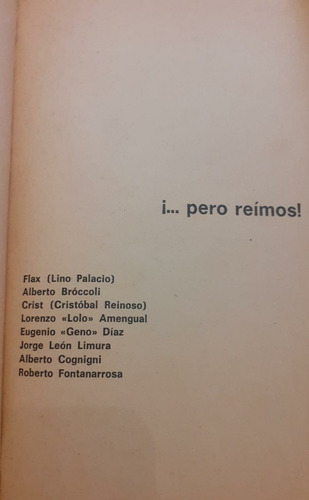 ¡... pero reímos!
Flax (Lino Palacio)
Alberto Bróccoli
Crist (Cristóbal Reinoso)
Lorenzo «Lolo» Amengual
Eugenio «Geno» Díaz
Jorge León Limura
Alberto Cognigni
Roberto Fontanarrosa